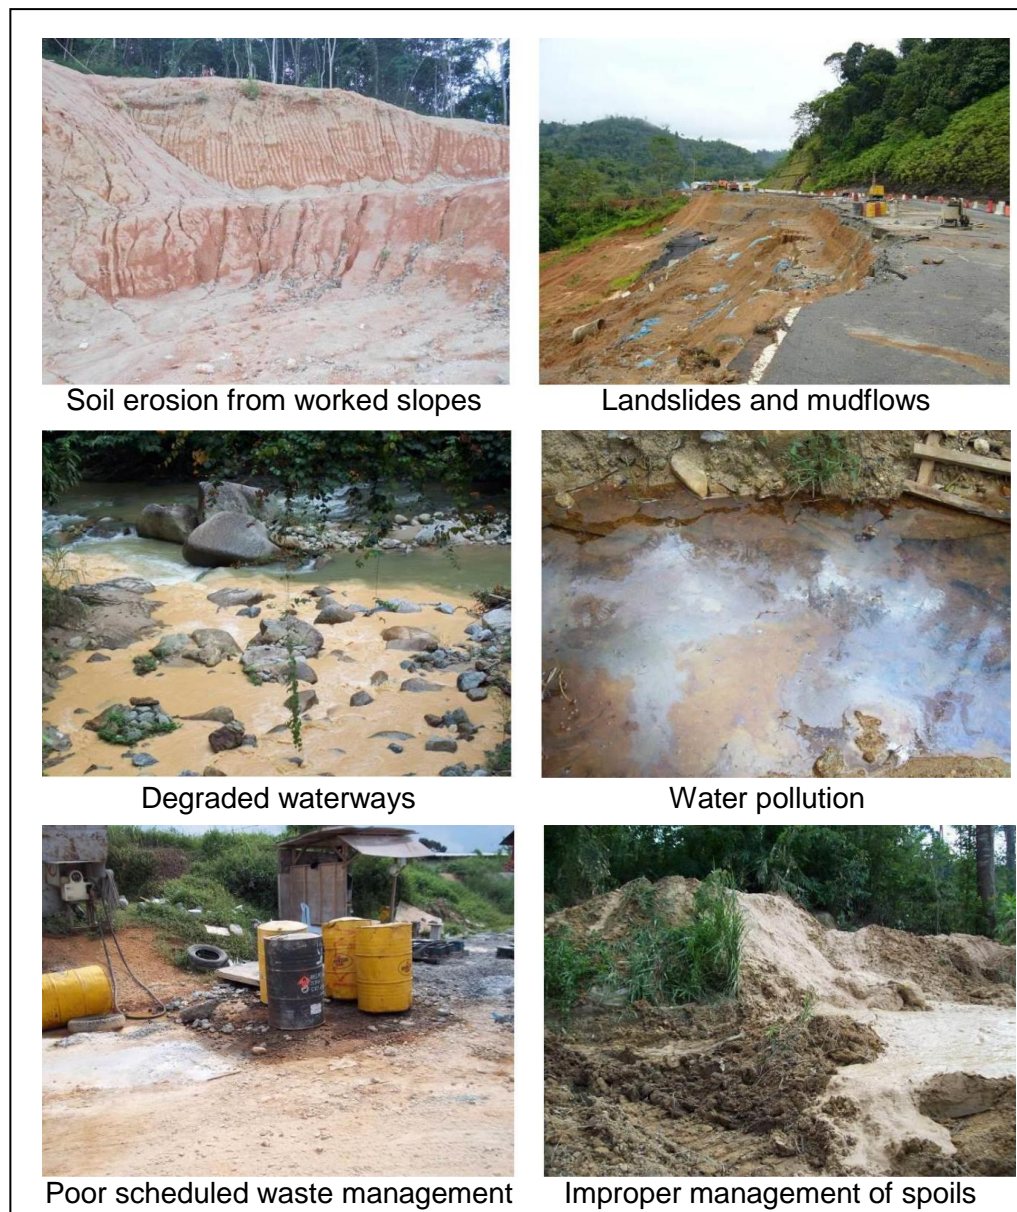 Soil erosion from worked slopes
Landslides and mudflows
Degraded waterways
Water pollution
Poor scheduled waste management
Improper management of spoils